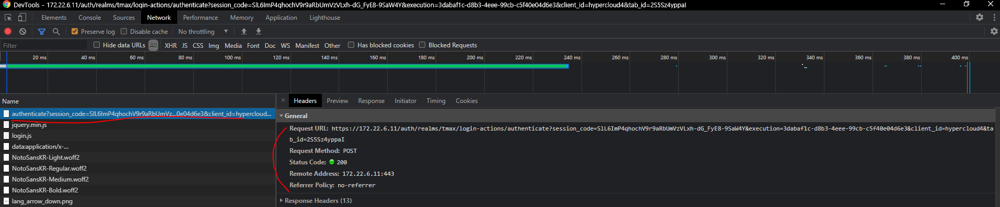 DevTools - 172.22.6.11/auth/realms/tmax/login-actions/authenticate?session_code=SlL6ImP4qhochV9r9aRbUmVzVLxh-dG_FyE8-9SaW4Y&execution=3dabaf1c-d8b3-4eee-99cb-c5f40e04d6e3&client_id=hypercloud4&tab_id=2S5Sz4yppaI
Elements Console Sources Network Performance Memory Application Lighthouse
Preserve log Disable cache No throttling
Filter Hide data URLs All XHR JS CSS Img Media Font Doc WS Manifest Other Has blocked cookies Blocked Requests
20 ms 40 ms 60 ms 80 ms 100 ms 120 ms 140 ms 160 ms 180 ms 200 ms 220 ms 240 ms 260 ms 280 ms 300 ms 320 ms 340 ms 360 ms 380 ms 400 ms
Name
authenticate?session_code=SlL6ImP4qhochV9r9aRbUmVz...0e04d6e3&client_id=hypercloud...
jquery.min.js
login.js
data:application/x-...
NotoSansKR-Light.woff2
NotoSansKR-Regular.woff2
NotoSansKR-Medium.woff2
NotoSansKR-Bold.woff2
lang_arrow_down.png
Headers Preview Response Initiator Timing Cookies
General
Request URL: https://172.22.6.11/auth/realms/tmax/login-actions/authenticate?session_code=SlL6ImP4qhochV9r9aRbUmVzVLxh-dG_FyE8-9SaW4Y&execution=3dabaf1c-d8b3-4eee-99cb-c5f40e04d6e3&client_id=hypercloud4&ta
b_id=2S5Sz4yppaI
Request Method: POST
Status Code: 200
Remote Address: 172.22.6.11:443
Referrer Policy: no-referrer
Response Headers (13)